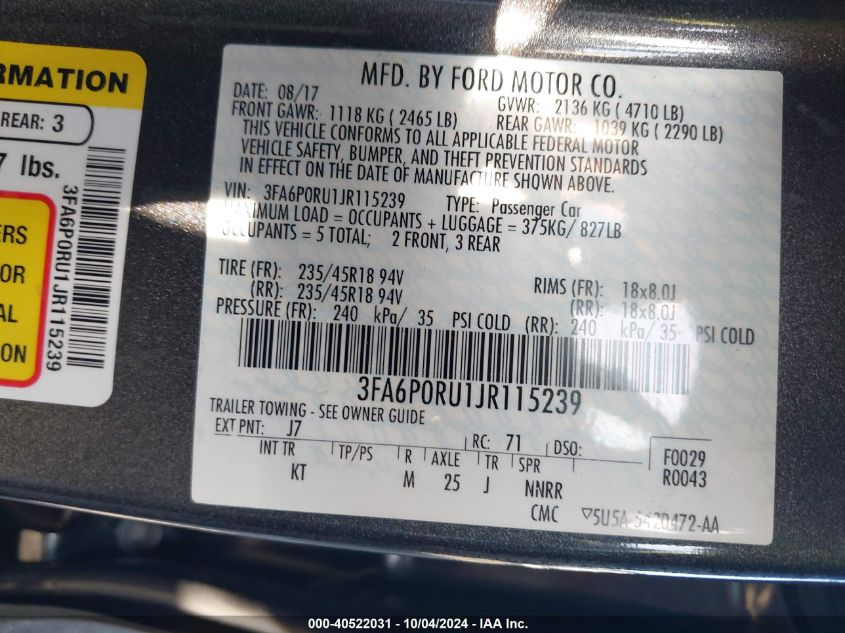 RMATION
REAR: 3
7 lbs.
ERS
OR
AL
ON
3FA6P0RU1JR115239
MFD. BY FORD MOTOR CO.
DATE: 08/17 GVWR: 2136 KG ( 4710 LB)
FRONT GAWR: 1118 KG ( 2465 LB) REAR GAWR: 1039 KG ( 2290 LB)
THIS VEHICLE CONFORMS TO ALL APPLICABLE FEDERAL MOTOR
VEHICLE SAFETY, BUMPER, AND THEFT PREVENTION STANDARDS
IN EFFECT ON THE DATE OF MANUFACTURE SHOWN ABOVE.
VIN: 3FA6P0RU1JR115239 TYPE: Passenger Car
MAXIMUM LOAD = OCCUPANTS + LUGGAGE = 375KG/ 827LB
OCCUPANTS = 5 TOTAL; 2 FRONT, 3 REAR
TIRE (FR): 235/45R18 94V RIMS (FR): 18x8.0J
(RR): 235/45R18 94V (RR): 18x8.0J
PRESSURE (FR): 240 kPa/ 35 PSI COLD (RR): 240 kPa/ 35 PSI COLD
3FA6P0RU1JR115239
TRAILER TOWING - SEE OWNER GUIDE
EXT PNT: J7 RC: 71 DSO: F0029
INT TR TP/PS R AXLE TR SPR R0043
KT M 25 J NNRR
CMC ▽5U5A-5420472-AA
000-40522031 - 10/04/2024 - IAA Inc.